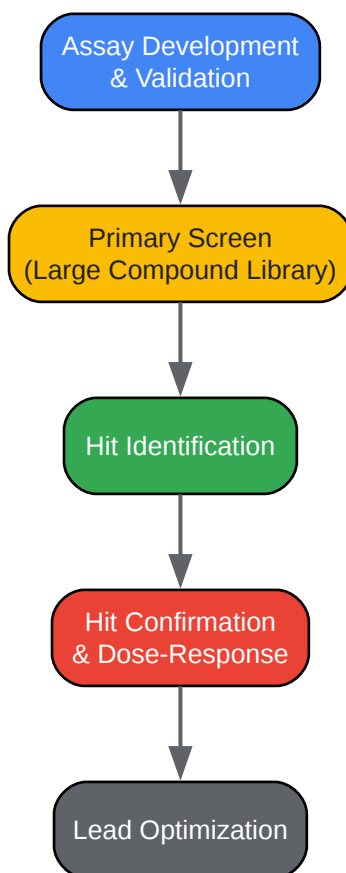 Assay Development
& Validation
Primary Screen
(Large Compound Library)
Hit Identification
Hit Confirmation
& Dose-Response
Lead Optimization